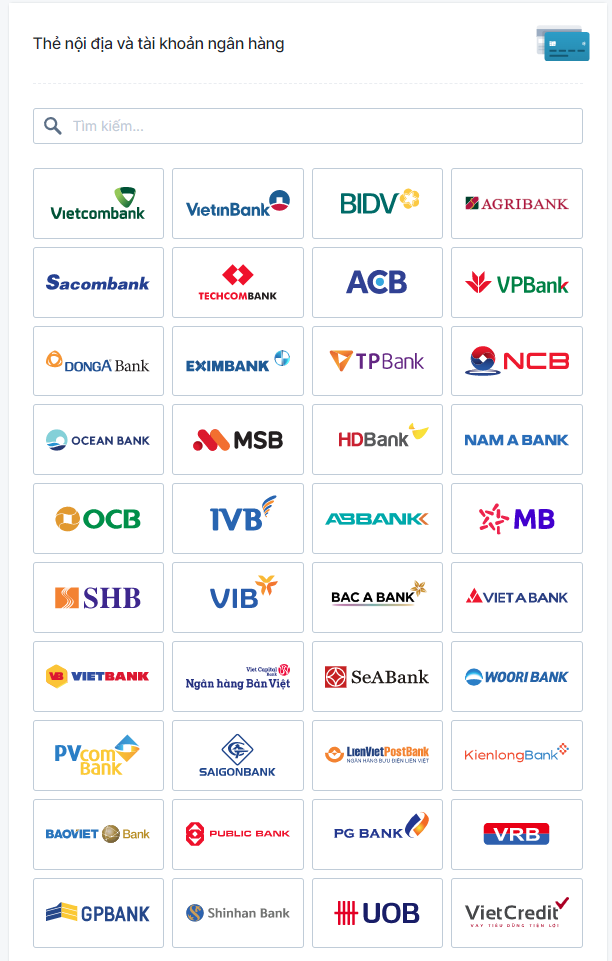 Thẻ nội địa và tài khoản ngân hàng
Tìm kiếm...
Vietcombank
VietinBank
BIDV
AGRIBANK
Sacombank
TECHCOMBANK
ACB
VPBank
DONGA Bank
EXIMBANK
TPBank
NCB
OCEAN BANK
MSB
HDBank
NAM A BANK
OCB
IVB
ABBANK
MB
SHB
VIB
BAC A BANK
VIET A BANK
VB VIETBANK
Viet Capital
Bank
Ngân hàng Bản Việt
SeABank
WOORI BANK
PVcom
Bank
SAIGONBANK
LienVietPostBank
NGÂN HÀNG BƯU ĐIỆN LIÊN VIỆT
KienlongBank
BAOVIET Bank
PUBLIC BANK
PG BANK
VRB
GPBANK
Shinhan Bank
UOB
VietCredit
VAY TIÊU DÙNG TIỆN LỢI